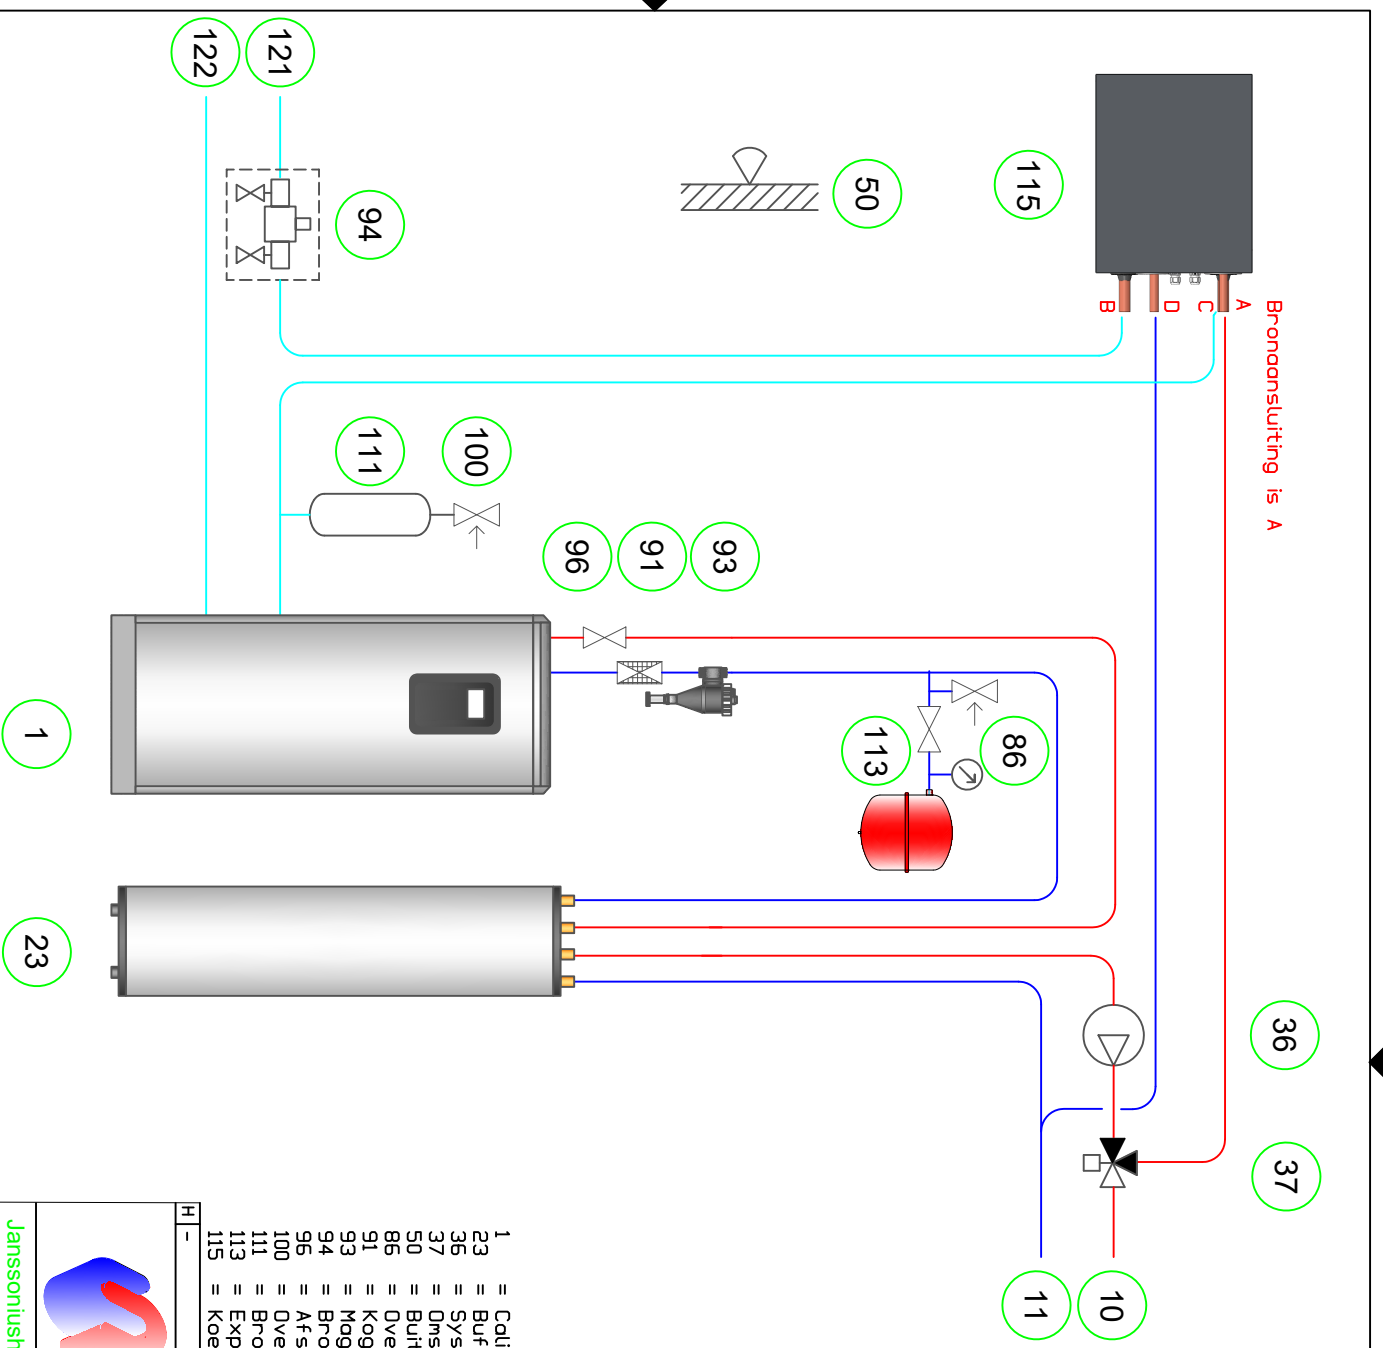 121
122
94
50
115
B
D
C
A
Bronaansluiting is A
111
100
96
91
93
113
86
1
23
36
37
11
10
1 = Cali
23 = Buf
36 = Sys
37 = Oms
50 = Buit
86 = Ove
91 = Kog
93 = Mag
94 = Bro
96 = Afs
100 = Ove
111 = Bro
113 = Exp
115 = Koe
H -
Janssoniush